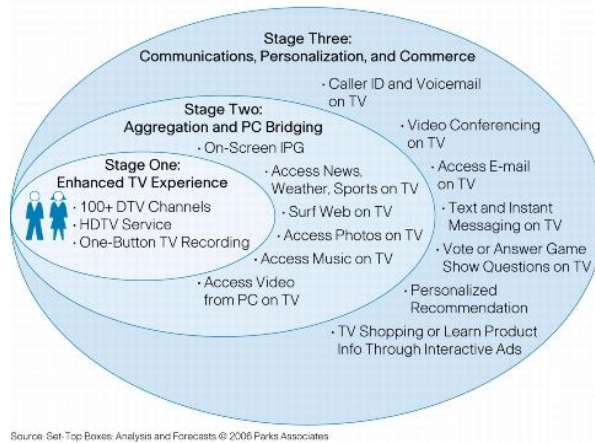 Stage Three:
Communications, Personalization, and Commerce
· Caller ID and Voicemail
on TV
Stage Two:
Aggregation and PC Bridging
· On-Screen IPG
· Video Conferencing
on TV
Stage One:
Enhanced TV Experience
· 100+ DTV Channels
· HDTV Service
· One-Button TV Recording
· Access News,
Weather, Sports on TV
· Surf Web on TV
· Access Photos on TV
· Access Music on TV
· Access Video
from PC on TV
· Access E-mail
on TV
· Text and Instant
Messaging on TV
· Vote or Answer Game
Show Questions on TV
· Personalized
Recommendation
· TV Shopping or Learn Product
Info Through Interactive Ads
Source: Set-Top Boxes: Analysis and Forecasts © 2006 Parks Associates